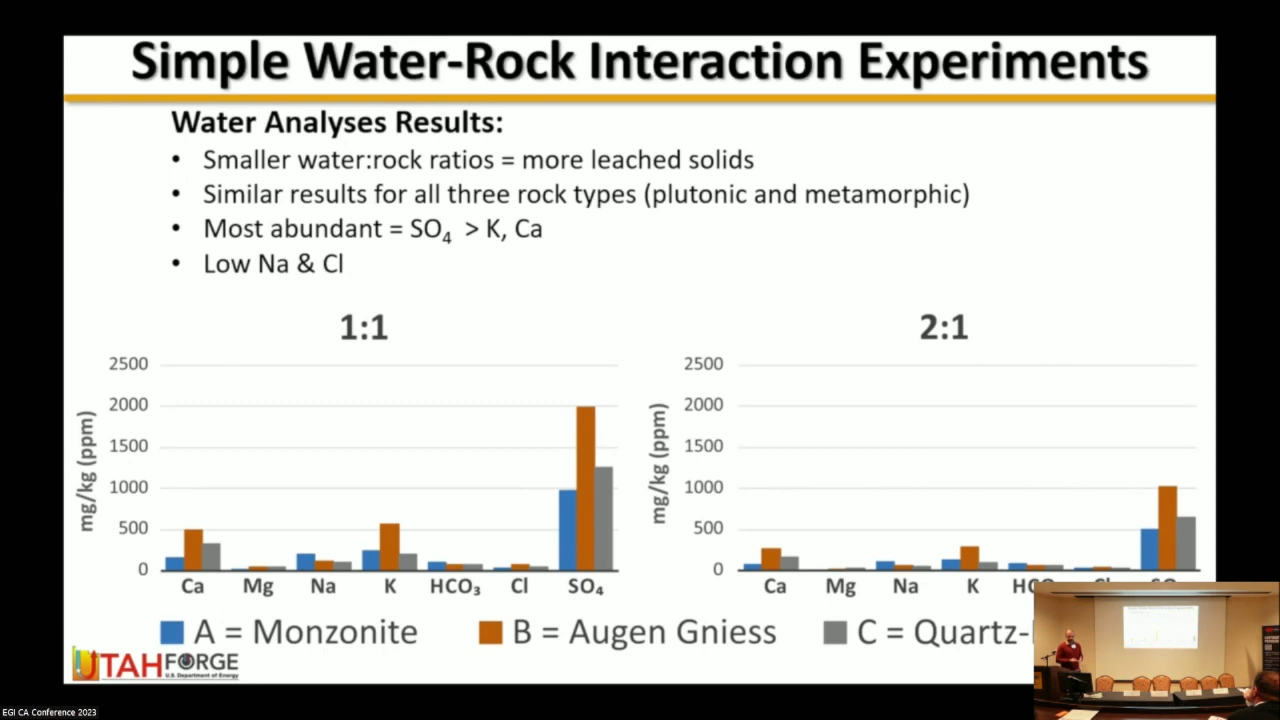 Simple Water-Rock Interaction Experiments
Water Analyses Results:
• Smaller water:rock ratios = more leached solids
• Similar results for all three rock types (plutonic and metamorphic)
• Most abundant = SO₄ > K, Ca
• Low Na & Cl
1:1
2500
2000
1500
1000
500
0
mg/kg (ppm)
Ca Mg Na K HCO₃ Cl SO₄
2:1
2500
2000
1500
1000
500
0
mg/kg (ppm)
Ca Mg Na K
A = Monzonite B = Augen Gniess C = Quartz-
UTAH FORGE
U.S. Department of Energy
EGI CA Conference 2023